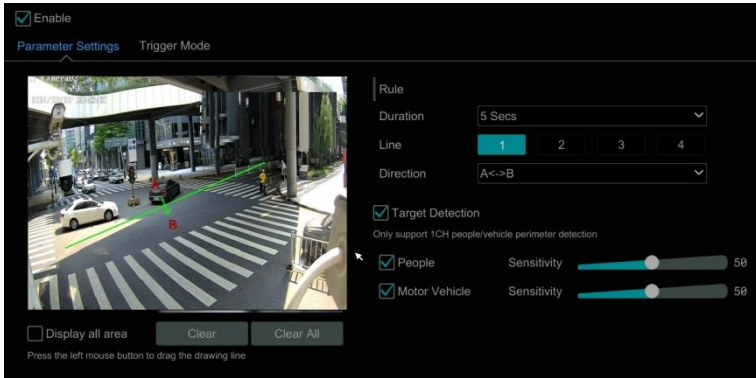 Enable
Parameter Settings Trigger Mode
Rule
Duration 5 Secs
Line 1 2 3 4
Direction A<->B
A
B
Target Detection
Only support 1CH people/vehicle perimeter detection
People Sensitivity 50
Motor Vehicle Sensitivity 50
Display all area Clear Clear All
Press the left mouse button to drag the drawing line